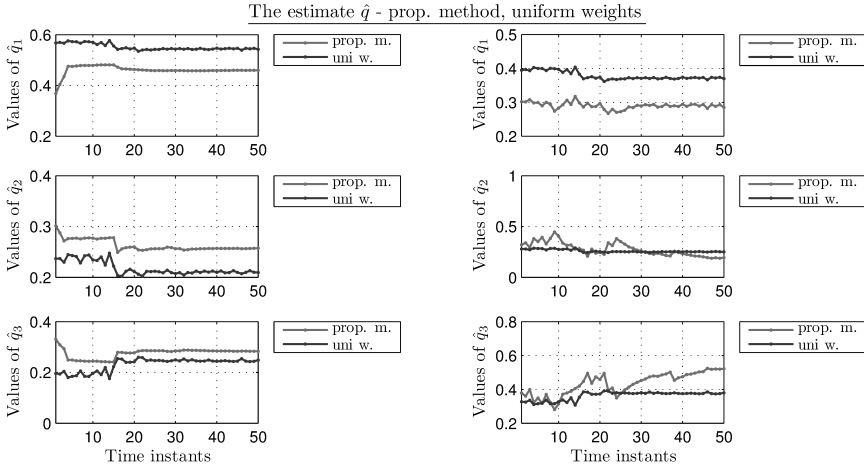 The estimate q̂ - prop. method, uniform weights
Values of q̂₁
0.6
0.4
0.2
10 20 30 40 50
prop. m.
uni w.
Values of q̂₁
0.5
0.4
0.3
0.2
10 20 30 40 50
prop. m.
uni w.
Values of q̂₂
0.4
0.3
0.2
10 20 30 40 50
prop. m.
uni w.
Values of q̂₂
1
0.5
0
10 20 30 40 50
prop. m.
uni w.
Values of q̂₃
0.4
0.2
0
10 20 30 40 50
Time instants
prop. m.
uni w.
Values of q̂₃
0.8
0.6
0.4
0.2
10 20 30 40 50
Time instants
prop. m.
uni w.